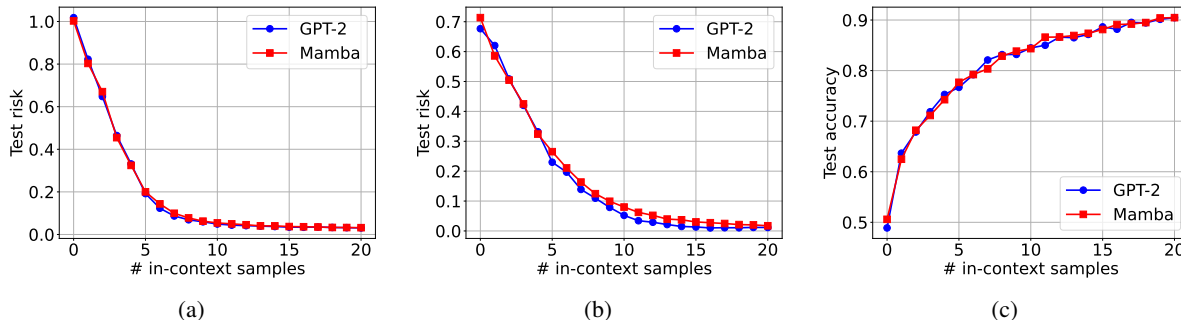 1.0
0.8
0.6
0.4
0.2
0.0
Test risk
GPT-2
Mamba
0 5 10 15 20
# in-context samples
(a)
0.7
0.6
0.5
0.4
0.3
0.2
0.1
0.0
Test risk
GPT-2
Mamba
0 5 10 15 20
# in-context samples
(b)
0.9
0.8
0.7
0.6
0.5
Test accuracy
GPT-2
Mamba
0 5 10 15 20
# in-context samples
(c)